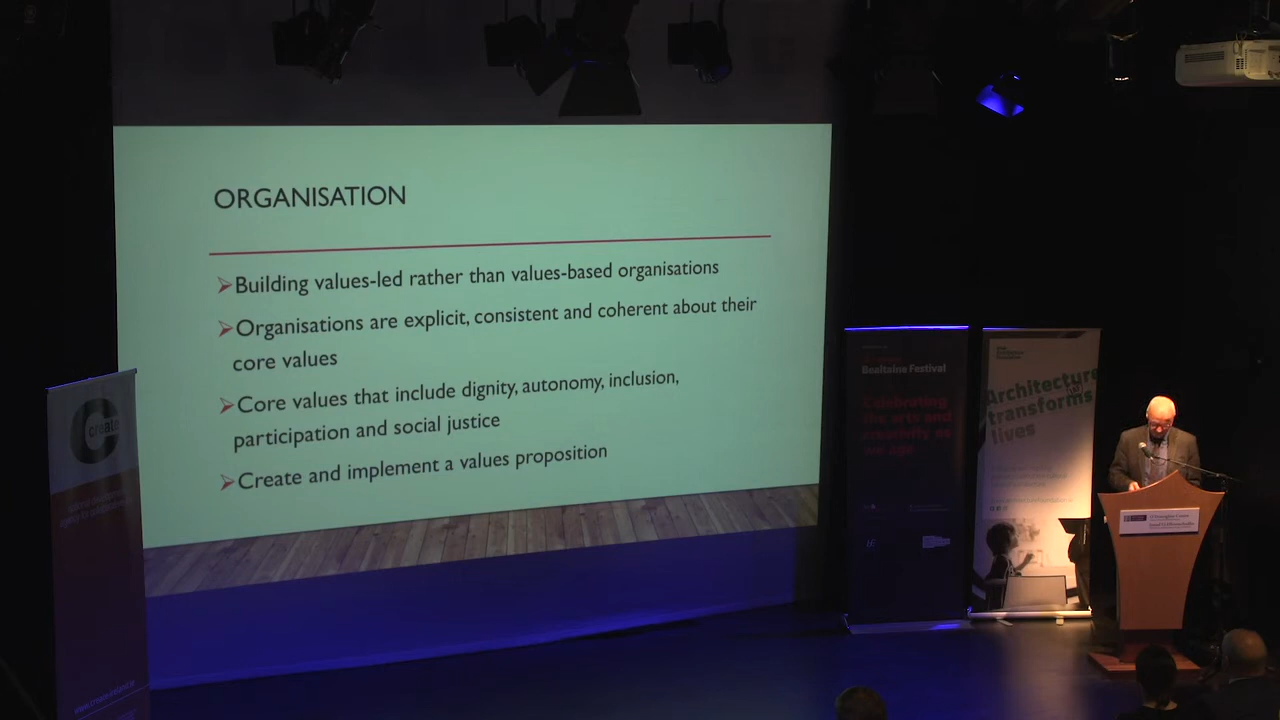 ORGANISATION
Building values-led rather than values-based organisations
Organisations are explicit, consistent and coherent about their
core values
Core values that include dignity, autonomy, inclusion,
participation and social justice
Create and implement a values proposition
create
Bealtaine Festival
Celebrating
the arts and
creativity as
we age
Architecture
transforms
lives